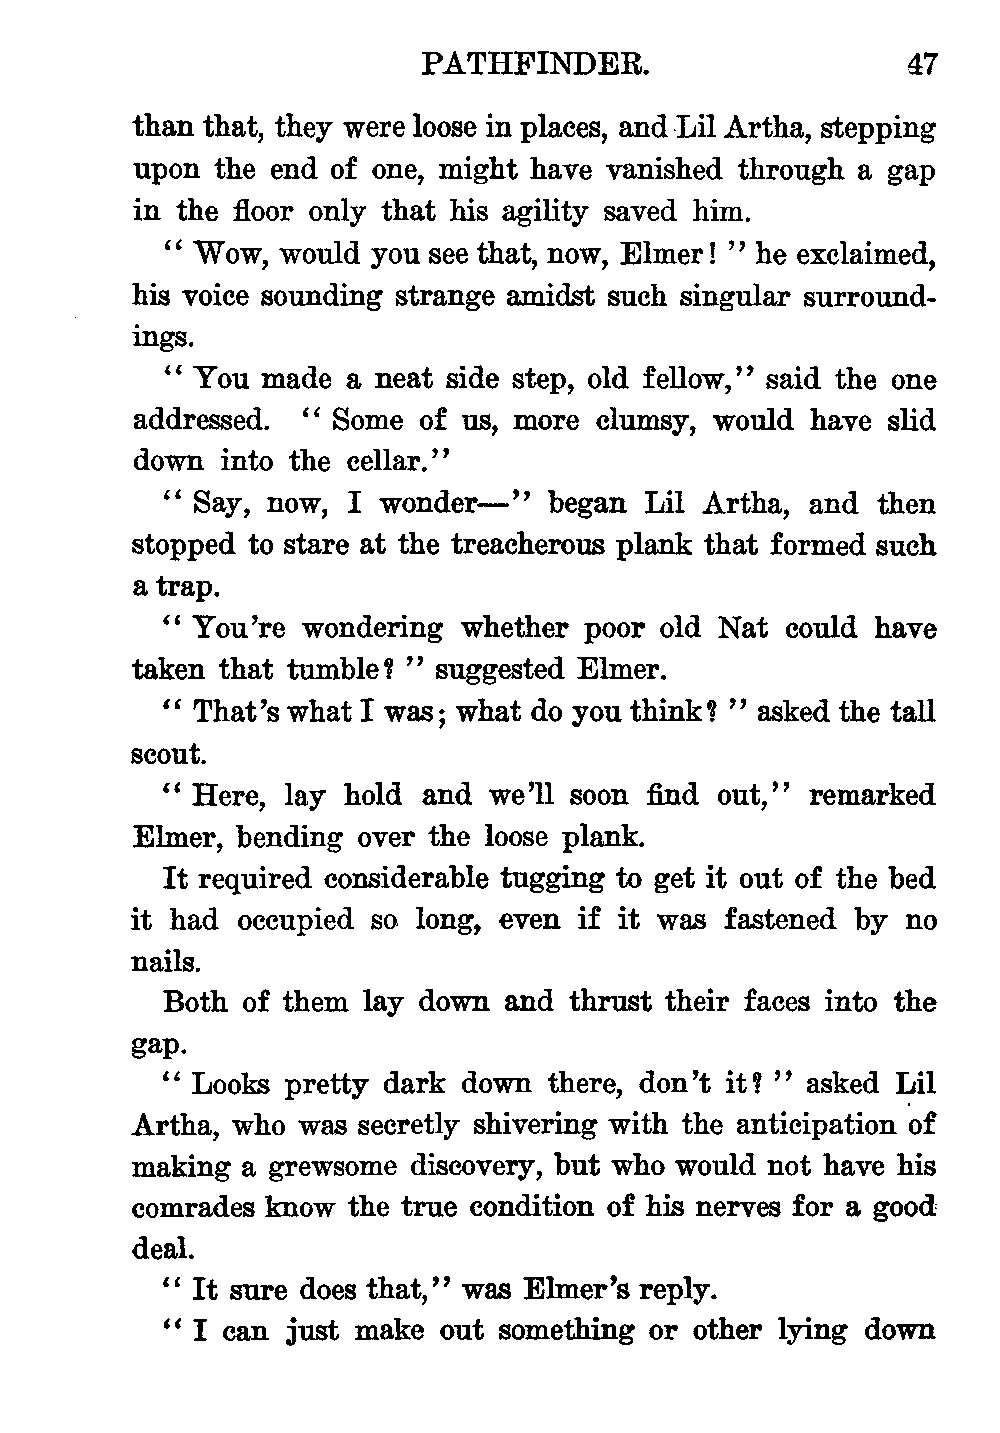 PATHFINDER. 47
than that, they were loose in places, and Lil Artha, stepping
upon the end of one, might have vanished through a gap
in the floor only that his agility saved him.
“ Wow, would you see that, now, Elmer! ” he exclaimed,
his voice sounding strange amidst such singular surround-
ings.
“ You made a neat side step, old fellow,” said the one
addressed. “ Some of us, more clumsy, would have slid
down into the cellar.”
“ Say, now, I wonder—” began Lil Artha, and then
stopped to stare at the treacherous plank that formed such
a trap.
“ You’re wondering whether poor old Nat could have
taken that tumble? ” suggested Elmer.
“ That’s what I was; what do you think? ” asked the tall
scout.
“ Here, lay hold and we’ll soon find out,” remarked
Elmer, bending over the loose plank.
It required considerable tugging to get it out of the bed
it had occupied so long, even if it was fastened by no
nails.
Both of them lay down and thrust their faces into the
gap.
“ Looks pretty dark down there, don’t it? ” asked Lil
Artha, who was secretly shivering with the anticipation of
making a grewsome discovery, but who would not have his
comrades know the true condition of his nerves for a good
deal.
“ It sure does that,” was Elmer’s reply.
“ I can just make out something or other lying down